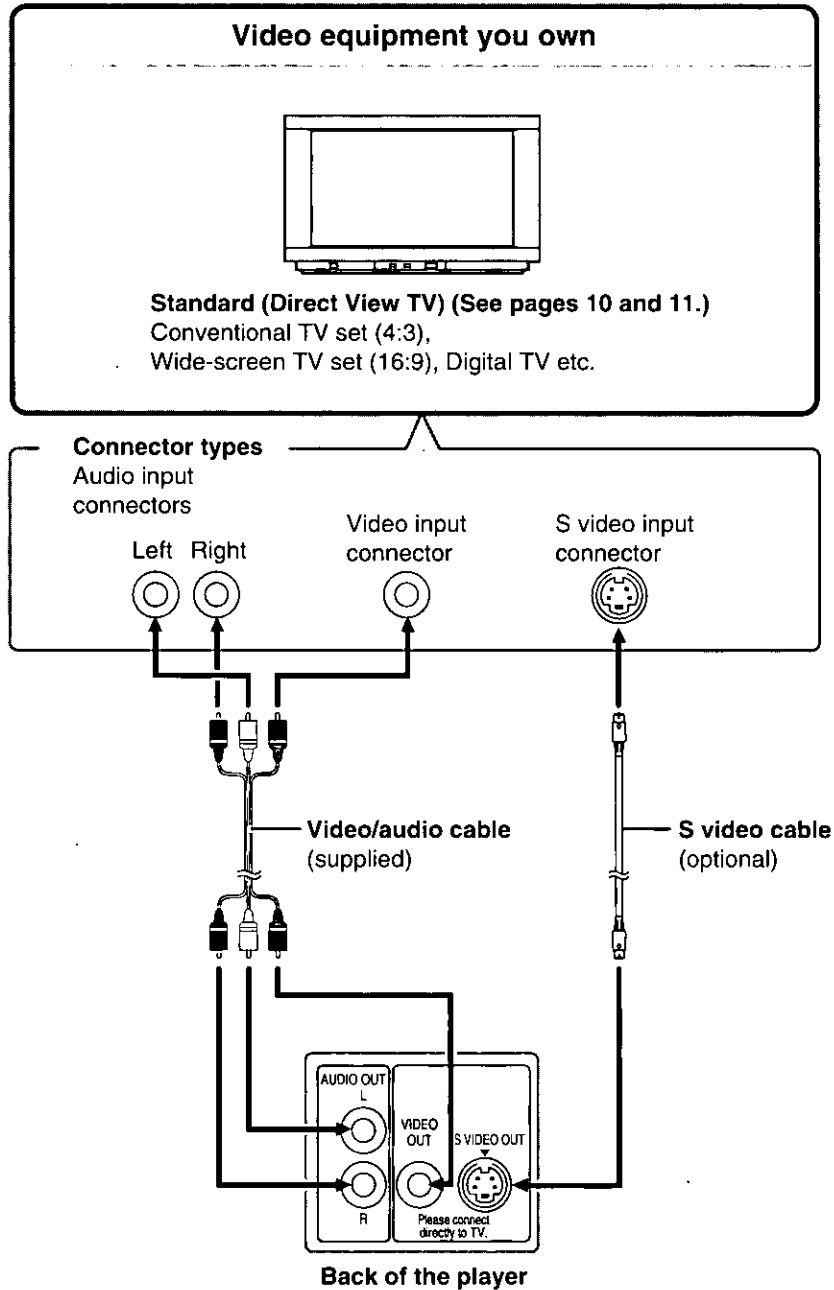 Video equipment you own
Standard (Direct View TV) (See pages 10 and 11.)
Conventional TV set (4:3),
Wide-screen TV set (16:9), Digital TV etc.
Connector types
Audio input
connectors
Left Right
Video input
connector
S video input
connector
Video/audio cable
(supplied)
S video cable
(optional)
AUDIO OUT
L
R
VIDEO
OUT
S VIDEO OUT
Please connect
directly to TV.
Back of the player